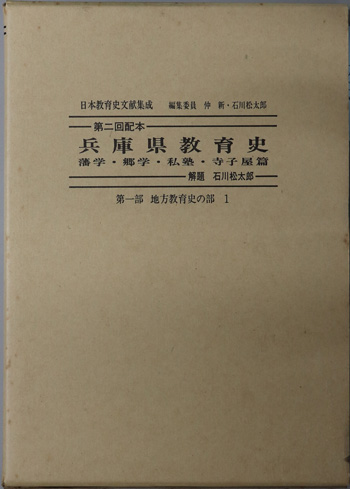 日本教育史文献集成 編集委員 仲 新・石川松太郎
第二回配本
兵庫県教育史
藩学・郷学・私塾・寺子屋篇
解題 石川松太郎
第一部 地方教育史の部 1